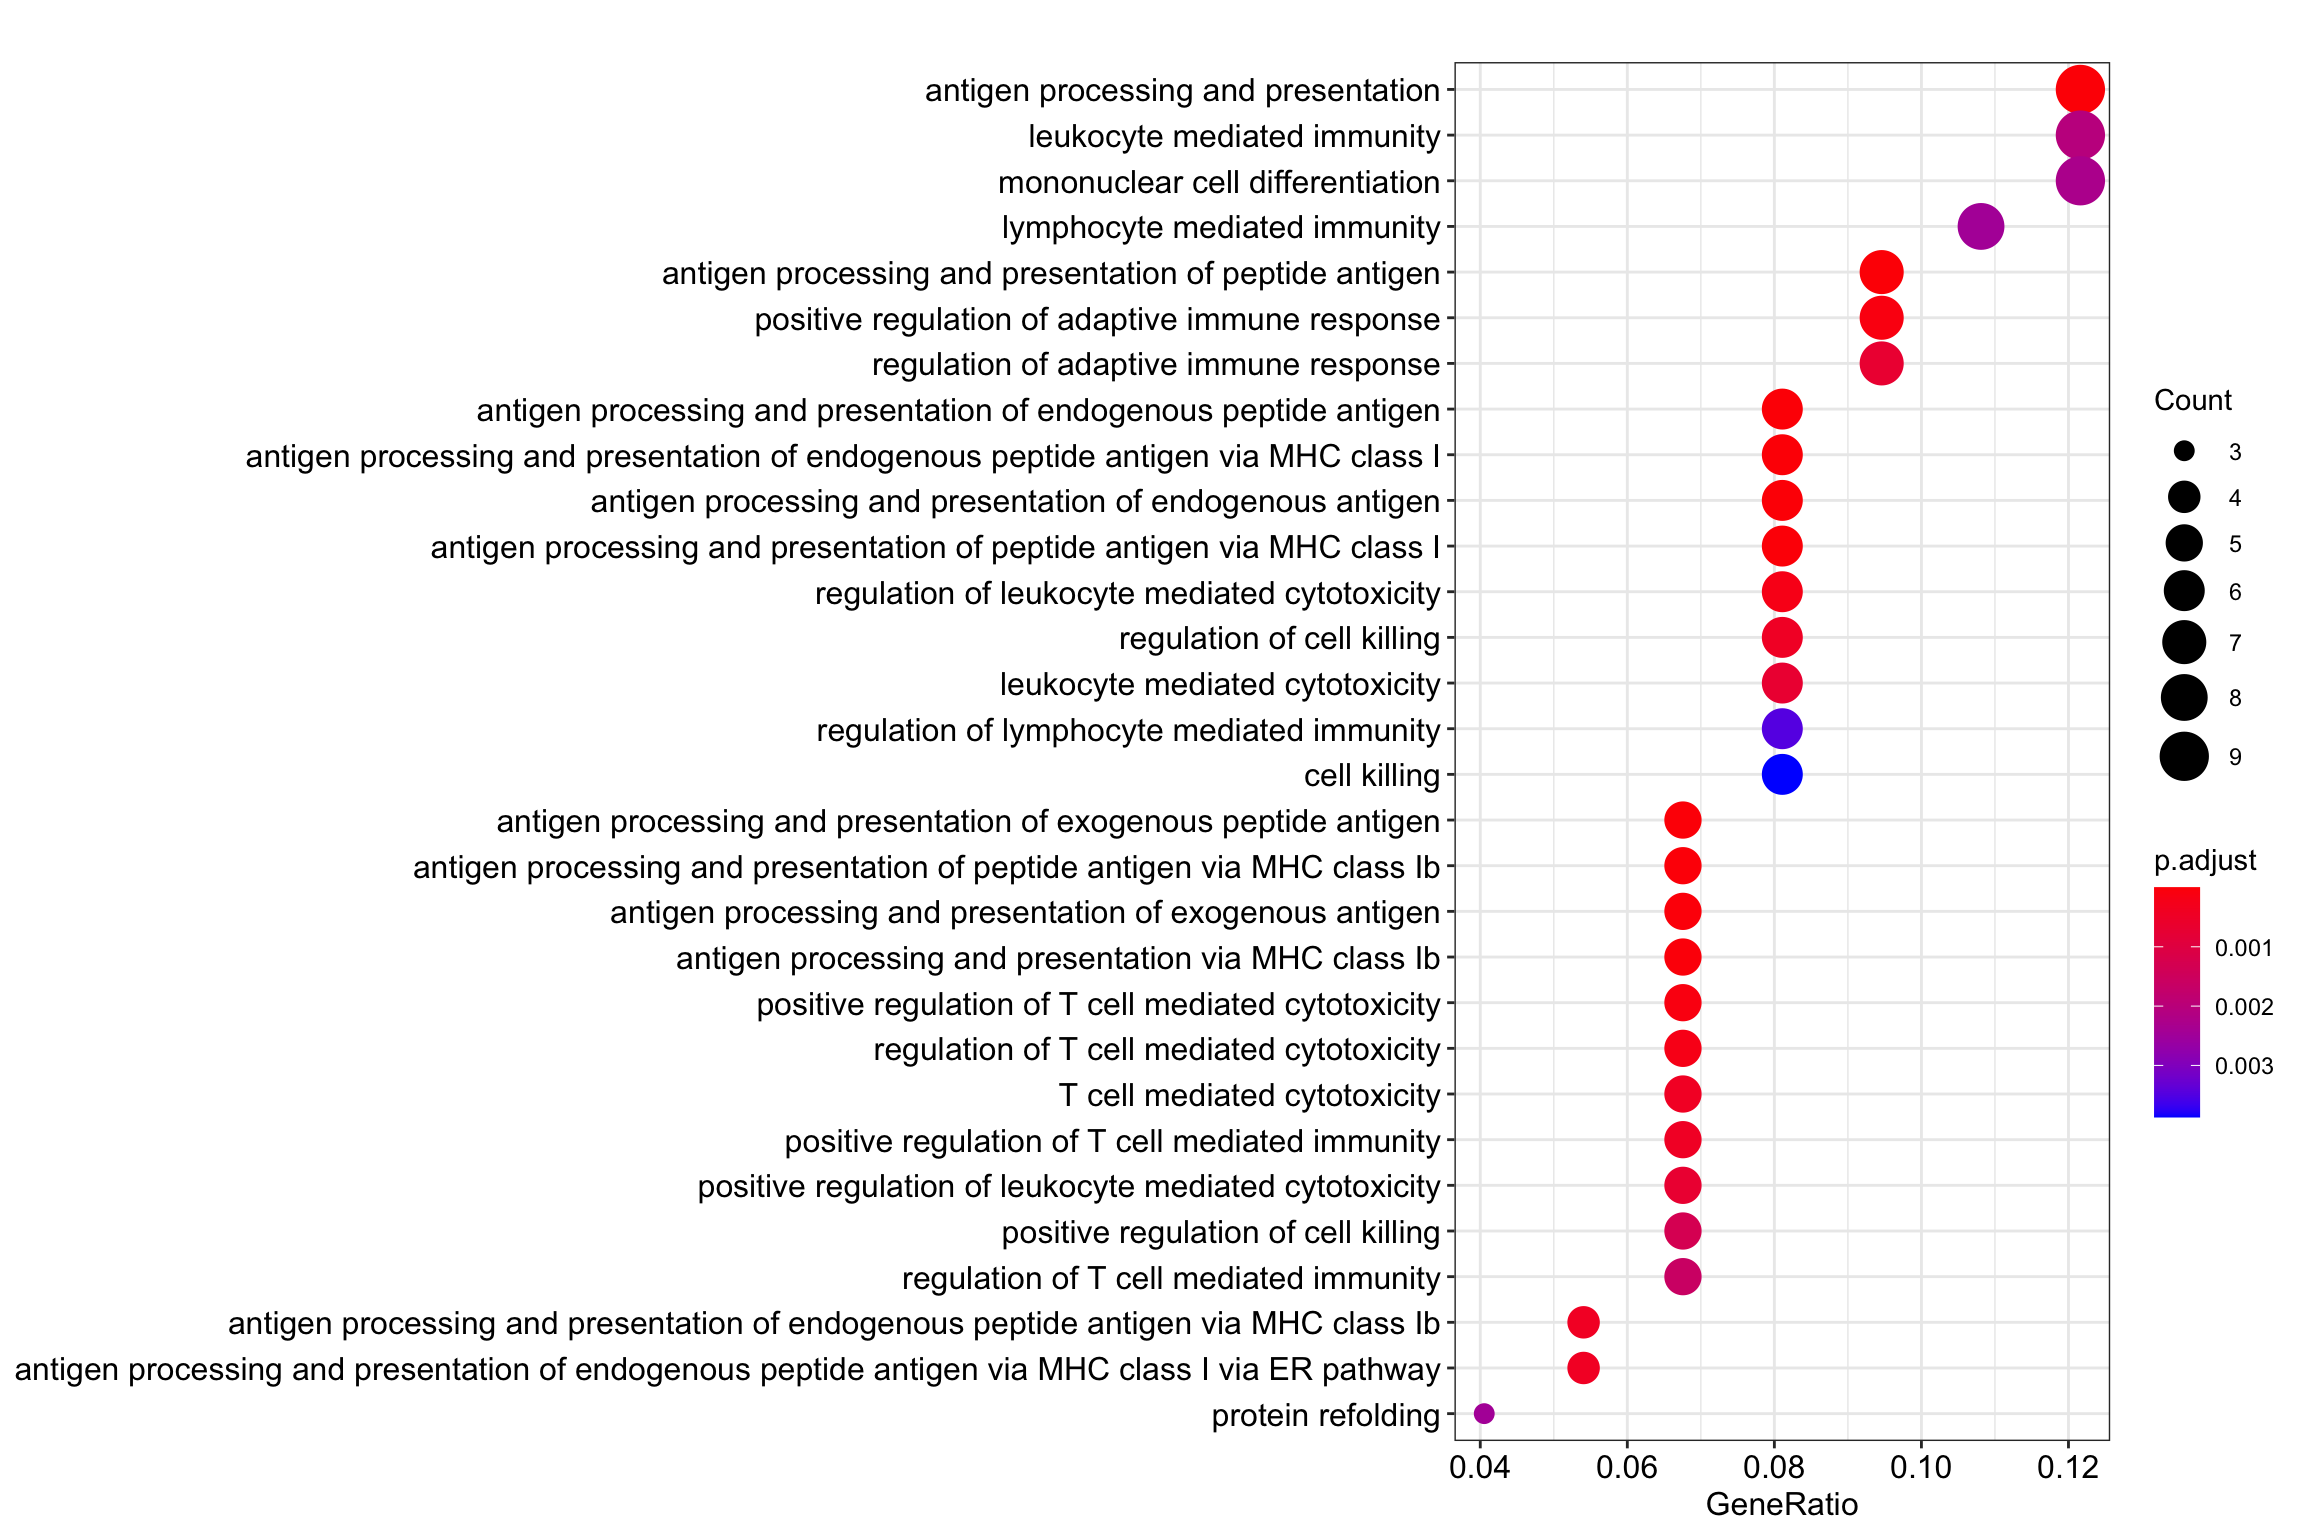 antigen processing and presentation
leukocyte mediated immunity
mononuclear cell differentiation
lymphocyte mediated immunity
antigen processing and presentation of peptide antigen
positive regulation of adaptive immune response
regulation of adaptive immune response
antigen processing and presentation of endogenous peptide antigen
antigen processing and presentation of endogenous peptide antigen via MHC class I
antigen processing and presentation of endogenous antigen
antigen processing and presentation of peptide antigen via MHC class I
regulation of leukocyte mediated cytotoxicity
regulation of cell killing
leukocyte mediated cytotoxicity
regulation of lymphocyte mediated immunity
cell killing
antigen processing and presentation of exogenous peptide antigen
antigen processing and presentation of peptide antigen via MHC class Ib
antigen processing and presentation of exogenous antigen
antigen processing and presentation via MHC class Ib
positive regulation of T cell mediated cytotoxicity
regulation of T cell mediated cytotoxicity
T cell mediated cytotoxicity
positive regulation of T cell mediated immunity
positive regulation of leukocyte mediated cytotoxicity
positive regulation of cell killing
regulation of T cell mediated immunity
antigen processing and presentation of endogenous peptide antigen via MHC class Ib
antigen processing and presentation of endogenous peptide antigen via MHC class I via ER pathway
protein refolding
0.04 0.06 0.08 0.10 0.12
GeneRatio
Count
3
4
5
6
7
8
9
p.adjust
0.001
0.002
0.003